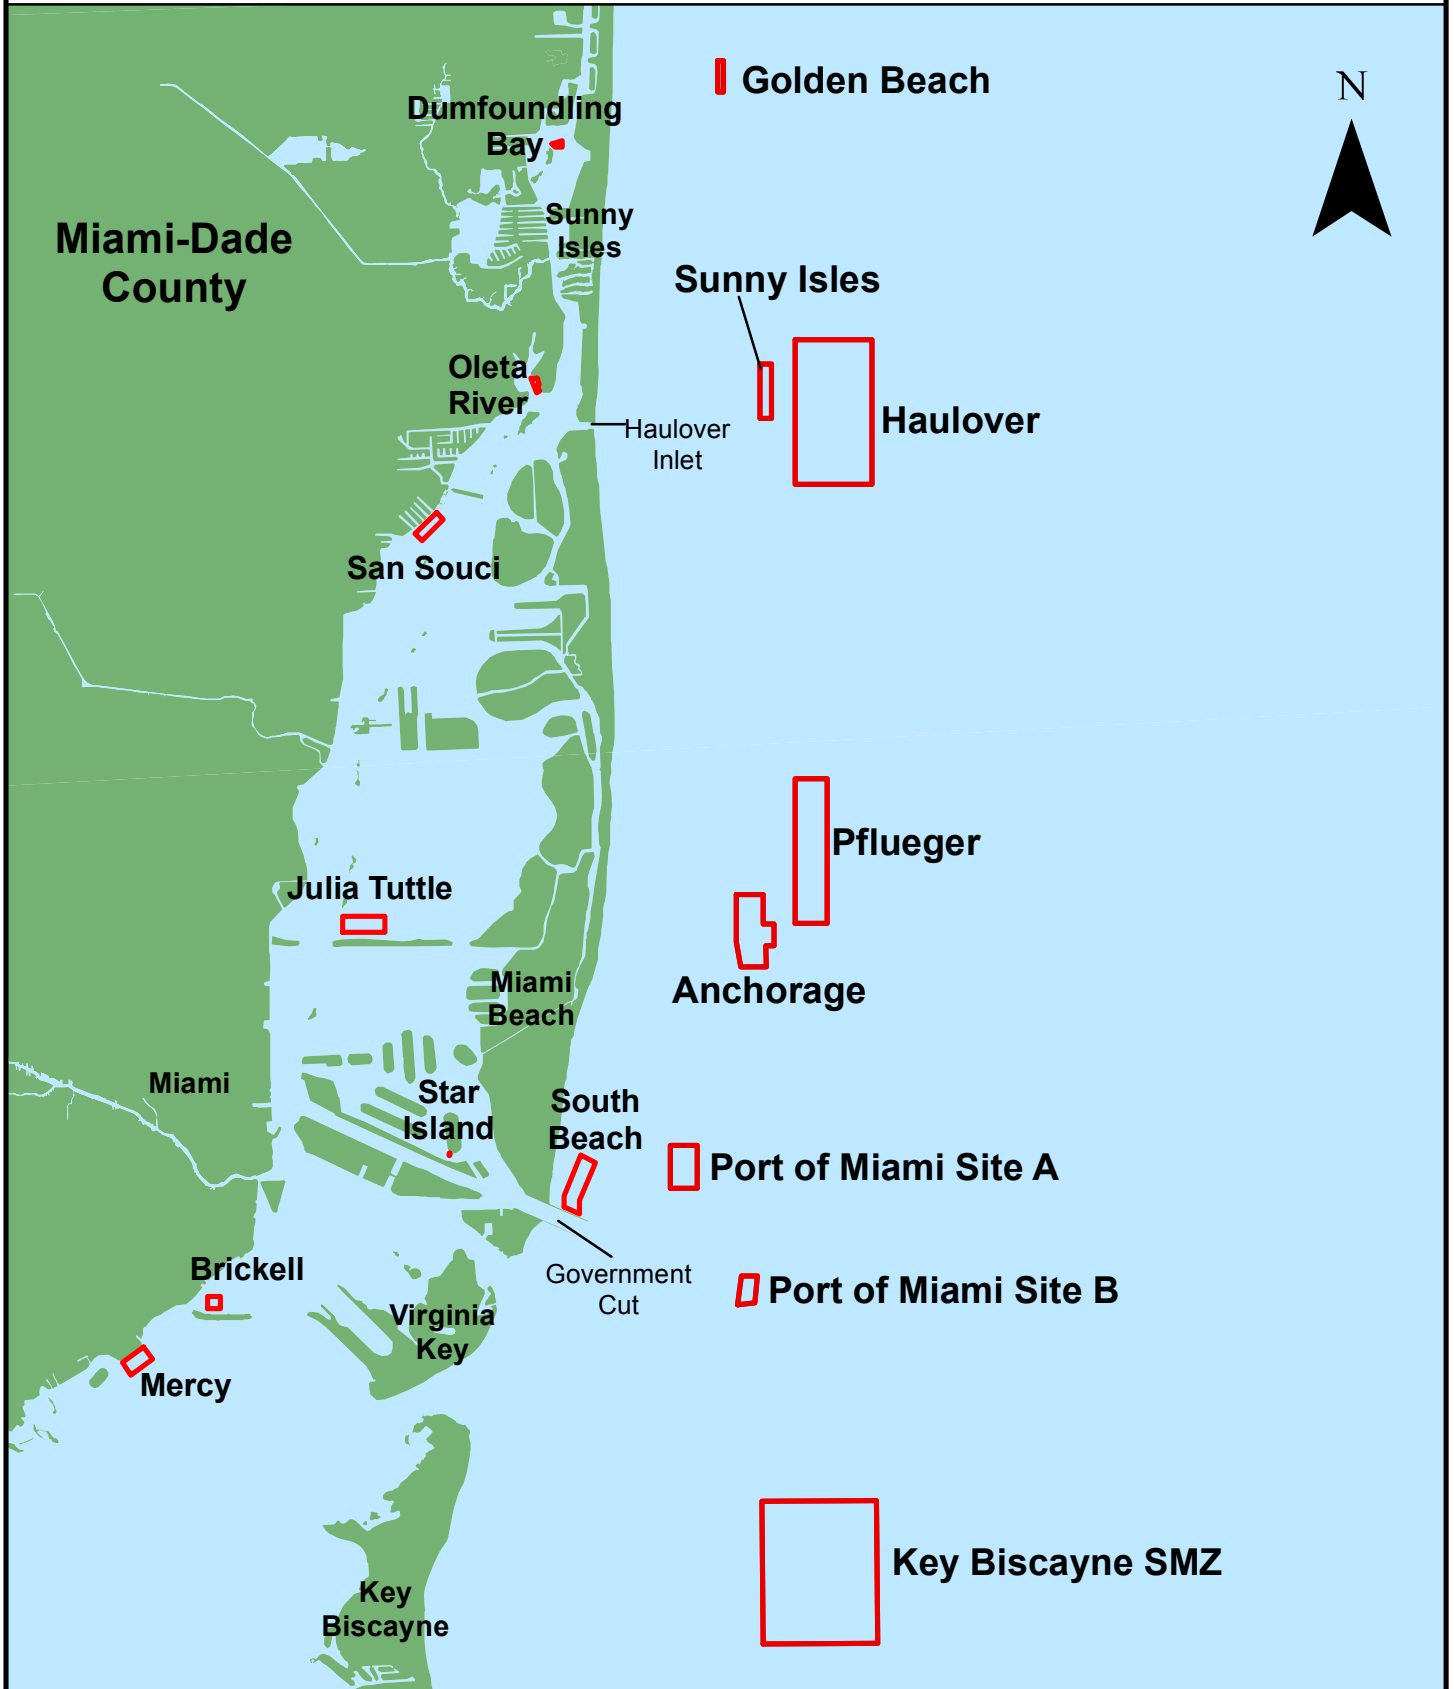 Golden Beach
N
Dumfoundling
Bay
Sunny
Isles
Miami-Dade
County
Sunny Isles
Oleta
River
Haulover
Haulover
Inlet
San Souci
Pflueger
Julia Tuttle
Miami
Beach
Anchorage
Miami
Star
Island
South
Beach
Port of Miami Site A
Brickell
Government
Cut
Port of Miami Site B
Virginia
Key
Mercy
Key Biscayne SMZ
Key
Biscayne